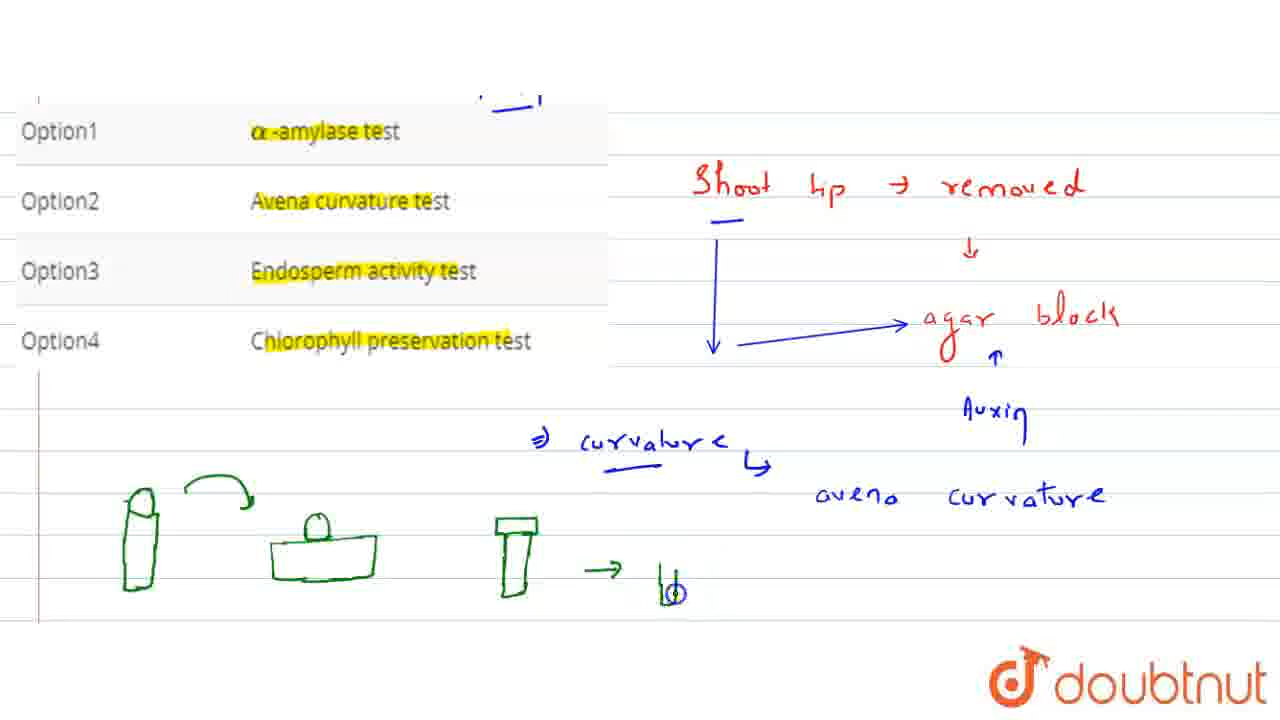 Option1 α-amylase test
Option2 Avena curvature test
Option3 Endosperm activity test
Option4 Chlorophyll preservation test
Shoot tip → removed
↓
agar block
↑
Auxin
⇒ curvature ↳
avena curvature
doubtnut